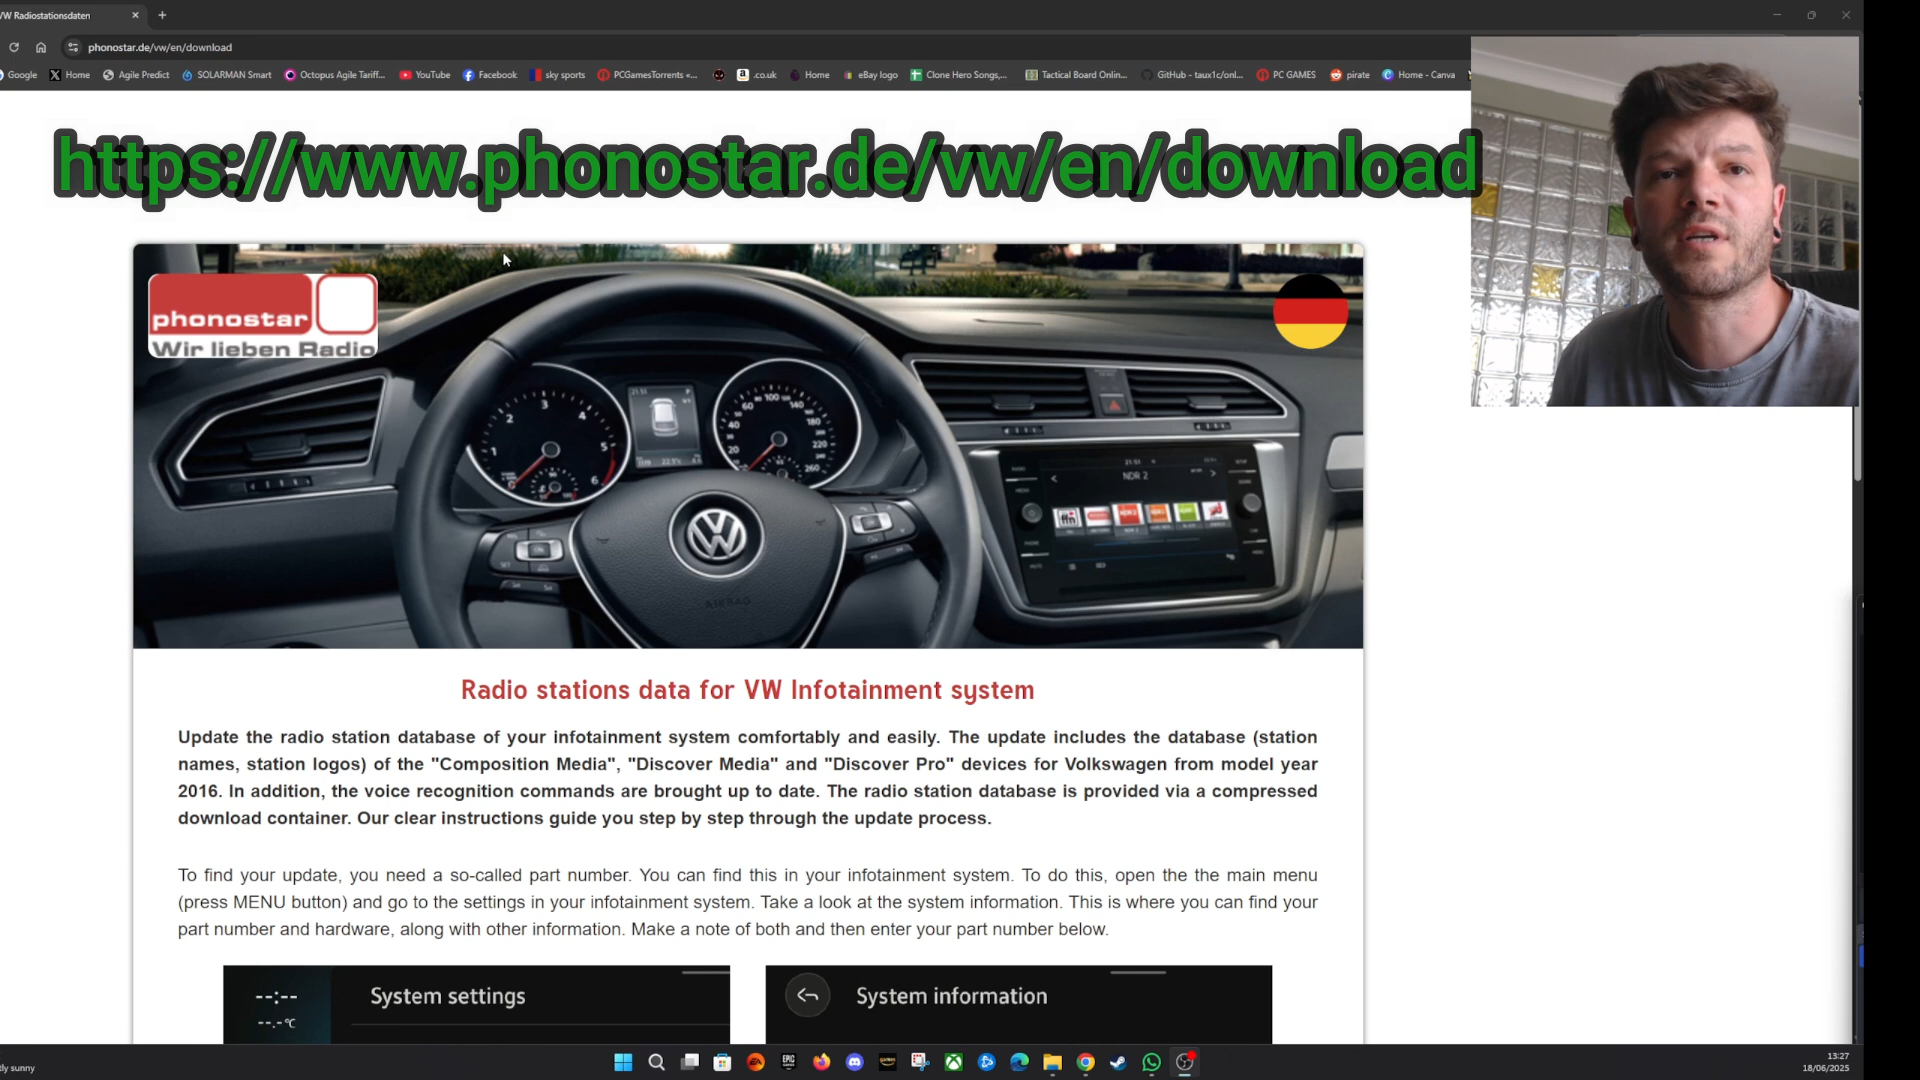 VW Radiostationsdaten
phonostar.de/vw/en/download
Google
Home
Agile Predict
SOLARMAN Smart
Octopus Agile Tariff...
YouTube
Facebook
sky sports
PCGamesTorrents «...
.co.uk
Home
eBay logo
Clone Hero Songs,...
Tactical Board Onlin...
GitHub - taux1c/onl...
PC GAMES
pirate
Home - Canva
https://www.phonostar.de/vw/en/download
phonostar
Wir lieben Radio
21:51
NDR 2
AIRBAG
Radio stations data for VW Infotainment system
Update the radio station database of your infotainment system comfortably and easily. The update includes the database (station
names, station logos) of the "Composition Media", "Discover Media" and "Discover Pro" devices for Volkswagen from model year
2016. In addition, the voice recognition commands are brought up to date. The radio station database is provided via a compressed
download container. Our clear instructions guide you step by step through the update process.
To find your update, you need a so-called part number. You can find this in your infotainment system. To do this, open the the main menu
(press MENU button) and go to the settings in your infotainment system. Take a look at the system information. This is where you can find your
part number and hardware, along with other information. Make a note of both and then enter your part number below.
--:--
--.-°C
System settings
System information
tly sunny
13:27
18/06/2025